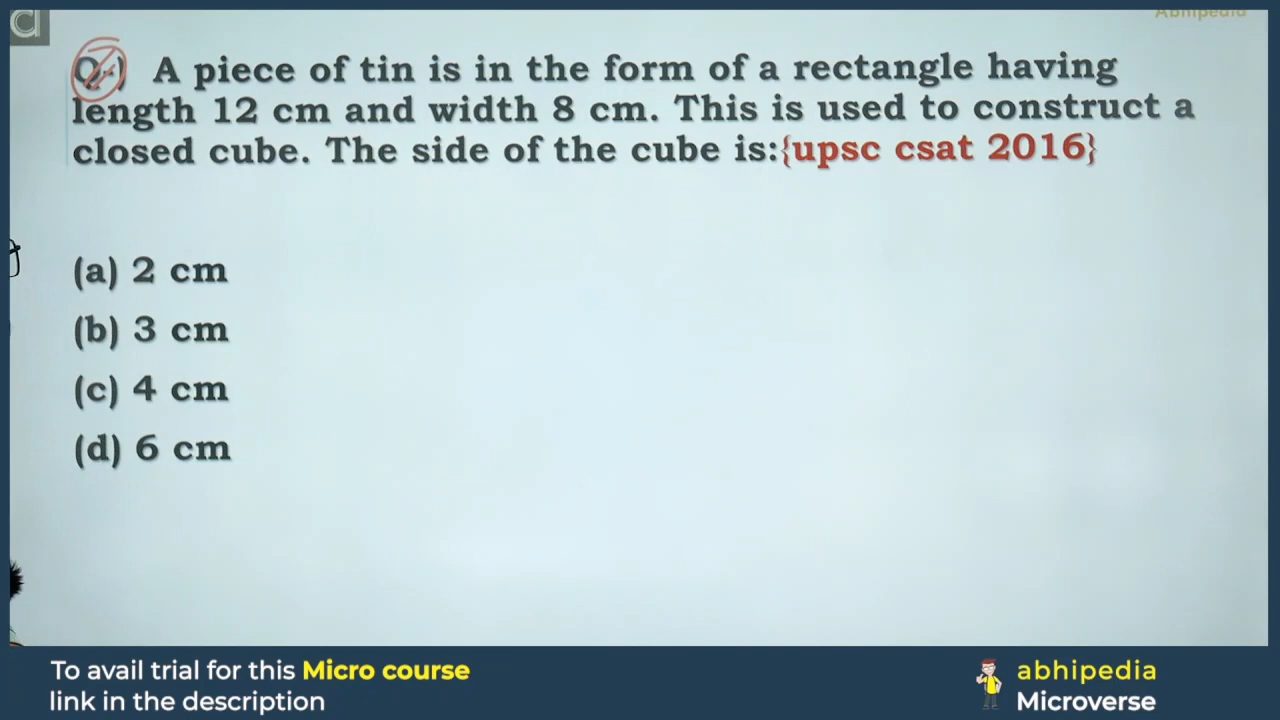 Abhipedia
Q.) A piece of tin is in the form of a rectangle having
length 12 cm and width 8 cm. This is used to construct a
closed cube. The side of the cube is:{upsc csat 2016}
(a) 2 cm
(b) 3 cm
(c) 4 cm
(d) 6 cm
To avail trial for this Micro course
link in the description
abhipedia
Microverse